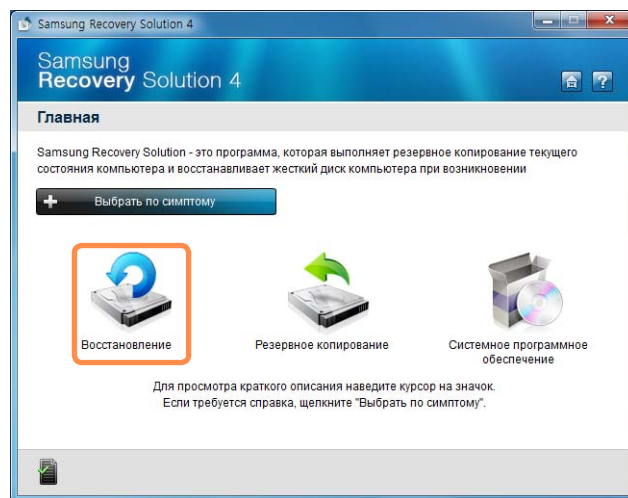 Samsung Recovery Solution 4
Samsung
Recovery Solution 4
Главная
Samsung Recovery Solution - это программа, которая выполняет резервное копирование текущего
состояния компьютера и восстанавливает жесткий диск компьютера при возникновении
Выбрать по симптому
Восстановление
Резервное копирование
Системное программное
обеспечение
Для просмотра краткого описания наведите курсор на значок.
Если требуется справка, щелкните "Выбрать по симптому".